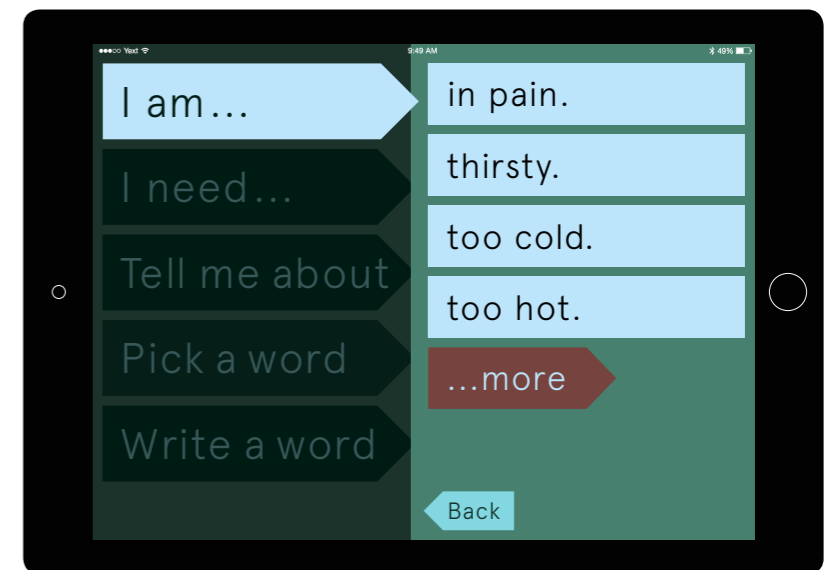 Yext 9:49 AM 49%
I am...
I need...
Tell me about
Pick a word
Write a word
in pain.
thirsty.
too cold.
too hot.
...more
Back